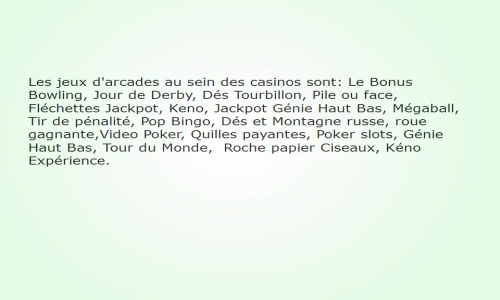 Les jeux d'arcades au sein des casinos sont: Le Bonus
Bowling, Jour de Derby, Dés Tourbillon, Pile ou face,
Fléchettes Jackpot, Keno, Jackpot Génie Haut Bas, Mégaball,
Tir de pénalité, Pop Bingo, Dés et Montagne russe, roue
gagnante,Video Poker, Quilles payantes, Poker slots, Génie
Haut Bas, Tour du Monde,  Roche papier Ciseaux, Kéno
Expérience.